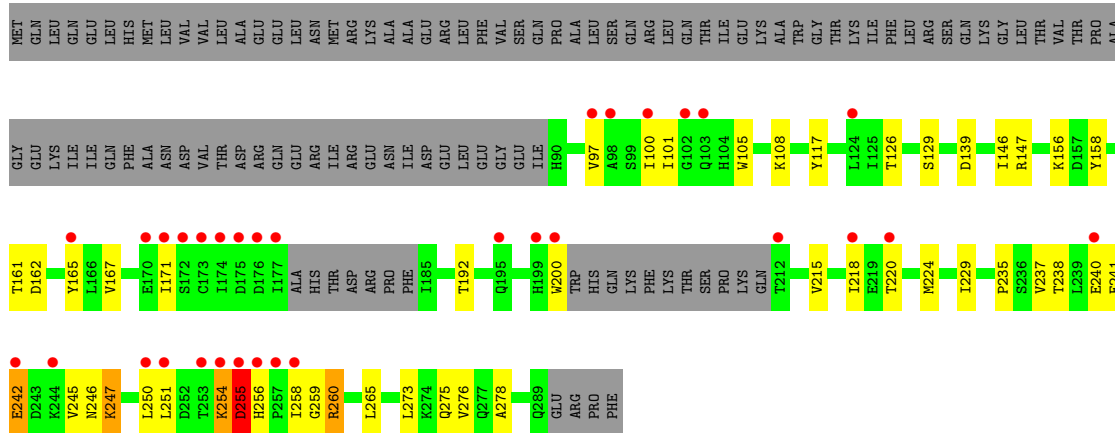 MET GLN LEU GLN GLU LEU HIS MET LEU VAL VAL LEU ALA GLU GLU LEU ASN MET ARG LYS ALA ALA GLU ARG LEU PHE VAL SER GLN PRO ALA LEU SER GLN ARG LEU GLN THR ILE GLU LYS ALA TRP GLY THR LYS ILE PHE LEU ARG SER GLN LYS GLY LEU THR VAL THR PRO ALA
GLY GLU LYS ILE ILE GLN PHE ALA ASN ASP VAL THR ASP ARG GLN GLU ARG ILE ARG GLU ASN ILE ASP GLU LEU GLU GLY GLU ILE H90 V97 A98 S99 I100 I101 G102 Q103 H104 W105 K108 Y117 L124 I125 T126 S129 D139 I146 R147 K156 D157 Y158
T161 D162 Y165 L166 V167 E170 I171 S172 C173 I174 D175 D176 I177 ALA HIS THR ASP ARG PRO PHE I185 T192 Q195 H199 W200 TRP HIS GLN LYS PHE LYS THR SER PRO LYS GLN T212 V215 I218 E219 T220 M224 I229 P235 S236 V237 T238 L239 E240 E241
E242 D243 K244 V245 N246 K247 L250 L251 D252 T253 K254 D255 H256 P257 I258 G259 R260 L265 L273 K274 Q275 V276 Q277 A278 Q289 GLU ARG PRO PHE